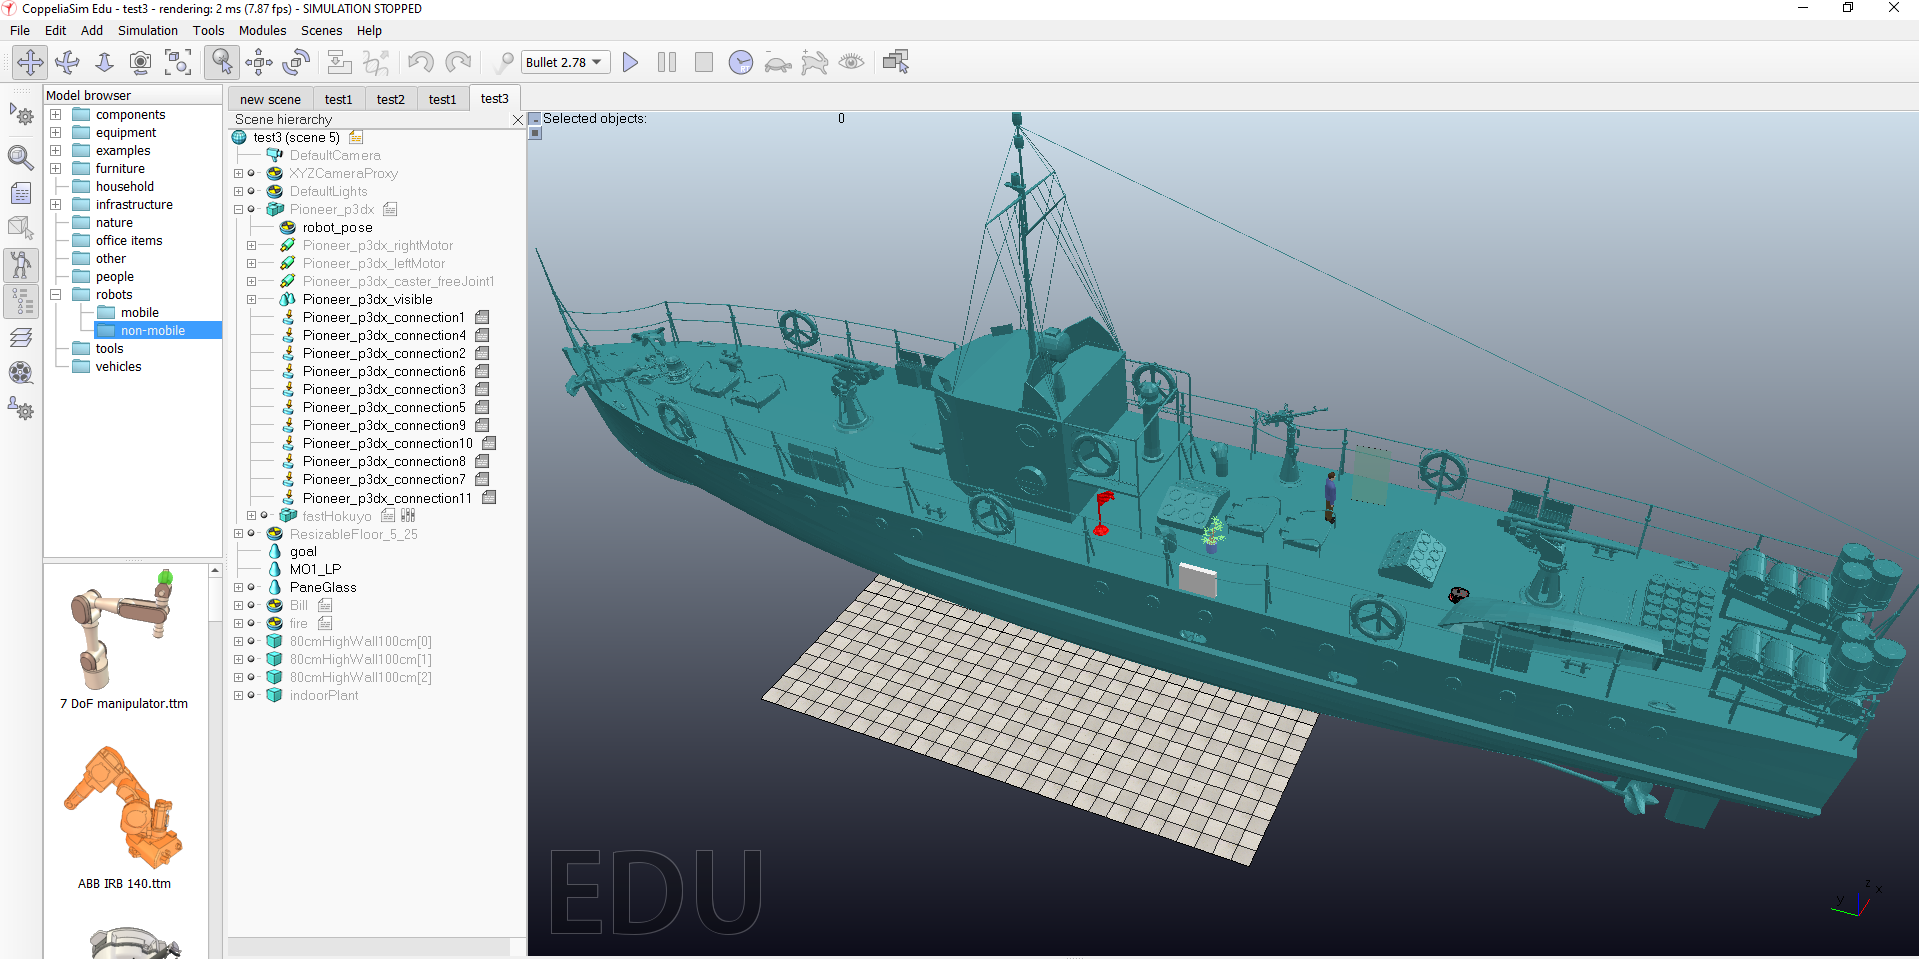 CoppeliaSim Edu - test3 - rendering: 2 ms (7.87 fps) - SIMULATION STOPPED
File Edit Add Simulation Tools Modules Scenes Help
Bullet 2.78
Model browser
components
equipment
examples
furniture
household
infrastructure
nature
office items
other
people
robots
mobile
non-mobile
tools
vehicles
7 DoF manipulator.ttm
ABB IRB 140.ttm
new scene test1 test2 test1 test3
Scene hierarchy
test3 (scene 5)
DefaultCamera
XYZCameraProxy
DefaultLights
Pioneer_p3dx
robot_pose
Pioneer_p3dx_rightMotor
Pioneer_p3dx_leftMotor
Pioneer_p3dx_caster_freeJoint1
Pioneer_p3dx_visible
Pioneer_p3dx_connection1
Pioneer_p3dx_connection4
Pioneer_p3dx_connection2
Pioneer_p3dx_connection6
Pioneer_p3dx_connection3
Pioneer_p3dx_connection5
Pioneer_p3dx_connection9
Pioneer_p3dx_connection10
Pioneer_p3dx_connection8
Pioneer_p3dx_connection7
Pioneer_p3dx_connection11
fastHokuyo
ResizableFloor_5_25
goal
MO1_LP
PaneGlass
Bill
fire
80cmHighWall100cm[0]
80cmHighWall100cm[1]
80cmHighWall100cm[2]
indoorPlant
Selected objects: 0
EDU
z
x
y